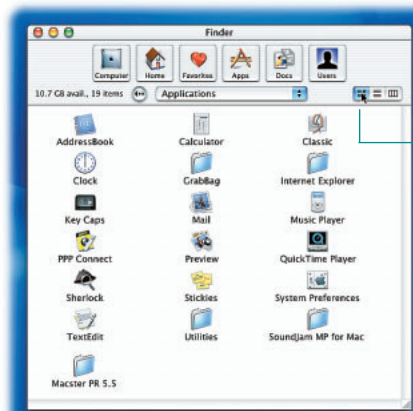 Finder
Computer Home Favorites Apps Docs Users
10.7 GB avail., 19 items Applications
AddressBook Calculator Classic
Clock GrabBag Internet Explorer
Key Caps Mail Music Player
PPP Connect Preview QuickTime Player
Sherlock Stickies System Preferences
TextEdit Utilities SoundJam MP for Mac
Macster PR 5.5